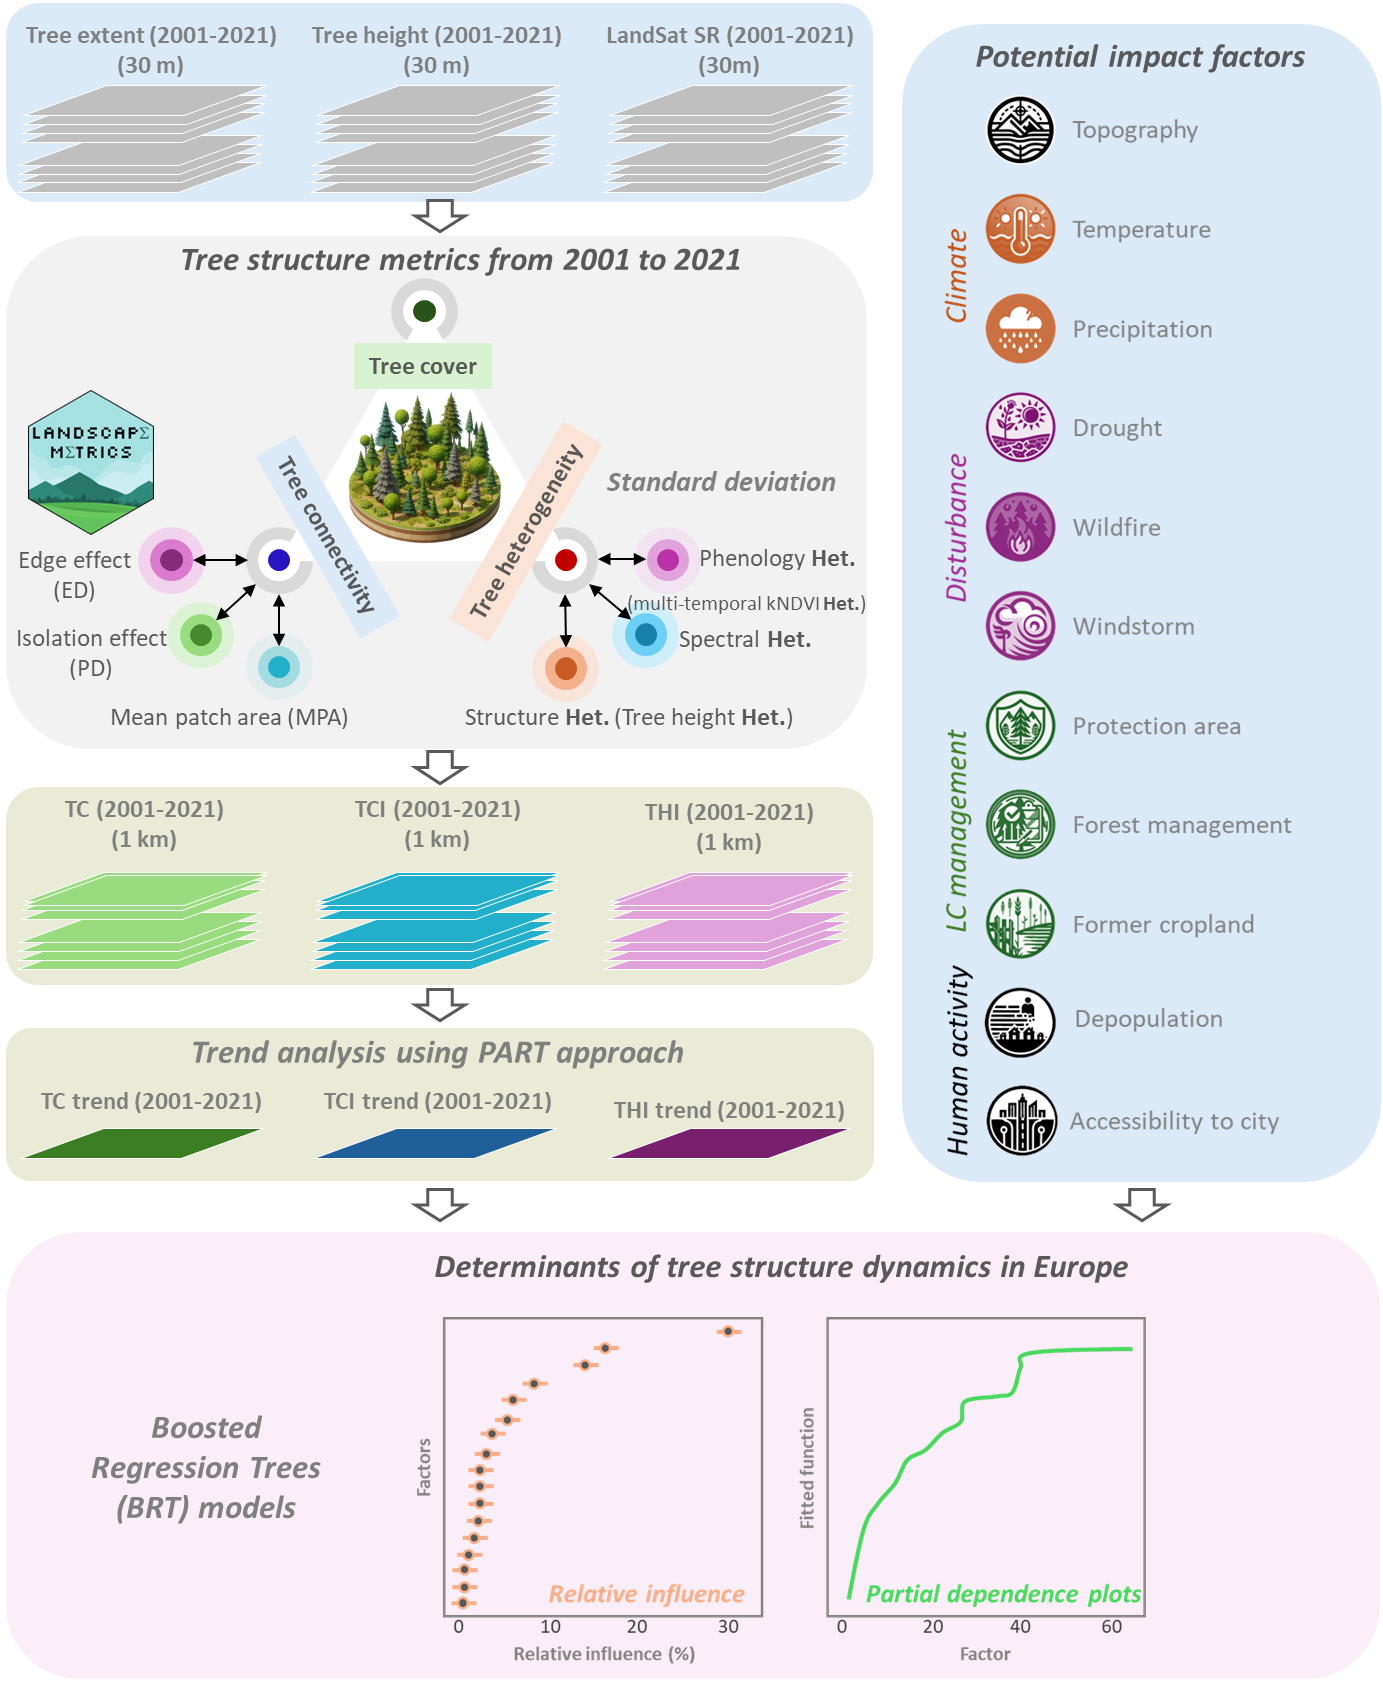 Tree extent (2001-2021)
(30 m)
Tree height (2001-2021)
(30 m)
LandSat SR (2001-2021)
(30m)
Tree structure metrics from 2001 to 2021
Tree cover
LANDSCAPΣ
MΣTRICS
Tree connectivity
Tree heterogeneity
Standard deviation
Edge effect
(ED)
Isolation effect
(PD)
Mean patch area (MPA)
Phenology Het.
(multi-temporal kNDVI Het.)
Spectral Het.
Structure Het. (Tree height Het.)
TC (2001-2021)
(1 km)
TCI (2001-2021)
(1 km)
THI (2001-2021)
(1 km)
Trend analysis using PART approach
TC trend (2001-2021)
TCI trend (2001-2021)
THI trend (2001-2021)
Potential impact factors
Topography
Climate
Temperature
Precipitation
Disturbance
Drought
Wildfire
Windstorm
LC management
Protection area
Forest management
Former cropland
Human activity
Depopulation
Accessibility to city
Determinants of tree structure dynamics in Europe
Boosted
Regression Trees
(BRT) models
Factors
Relative influence
0 10 20 30
Relative influence (%)
Fitted function
Partial dependence plots
0 20 40 60
Factor